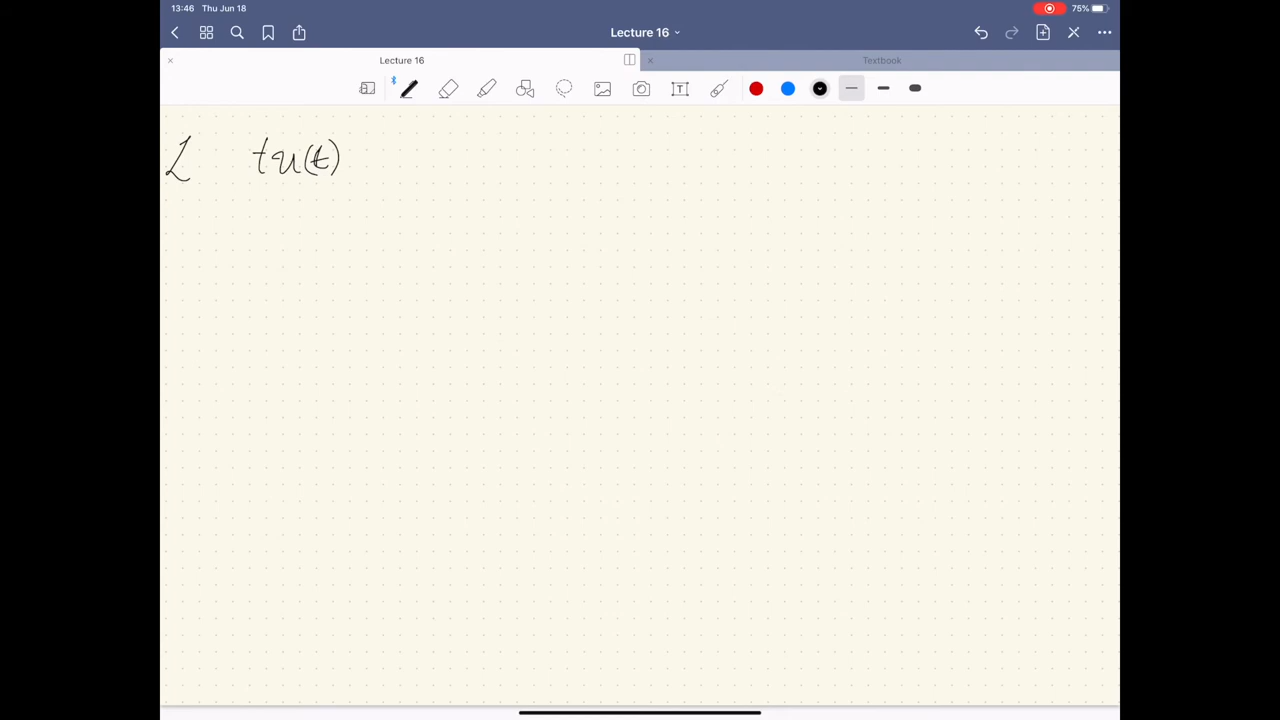 13:46 Thu Jun 18 75%
Lecture 16
Lecture 16 Textbook
T
ℒ tu(t)